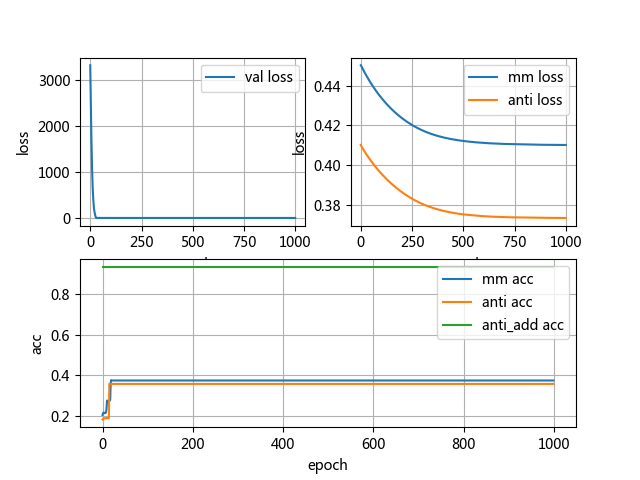 3000
2000
1000
0
loss
val loss
0
250
500
750
1000
0.44
0.42
0.40
0.38
loss
mm loss
anti loss
0
250
500
750
1000
0.8
0.6
0.4
0.2
acc
mm acc
anti acc
anti_add acc
0
200
400
600
800
1000
epoch